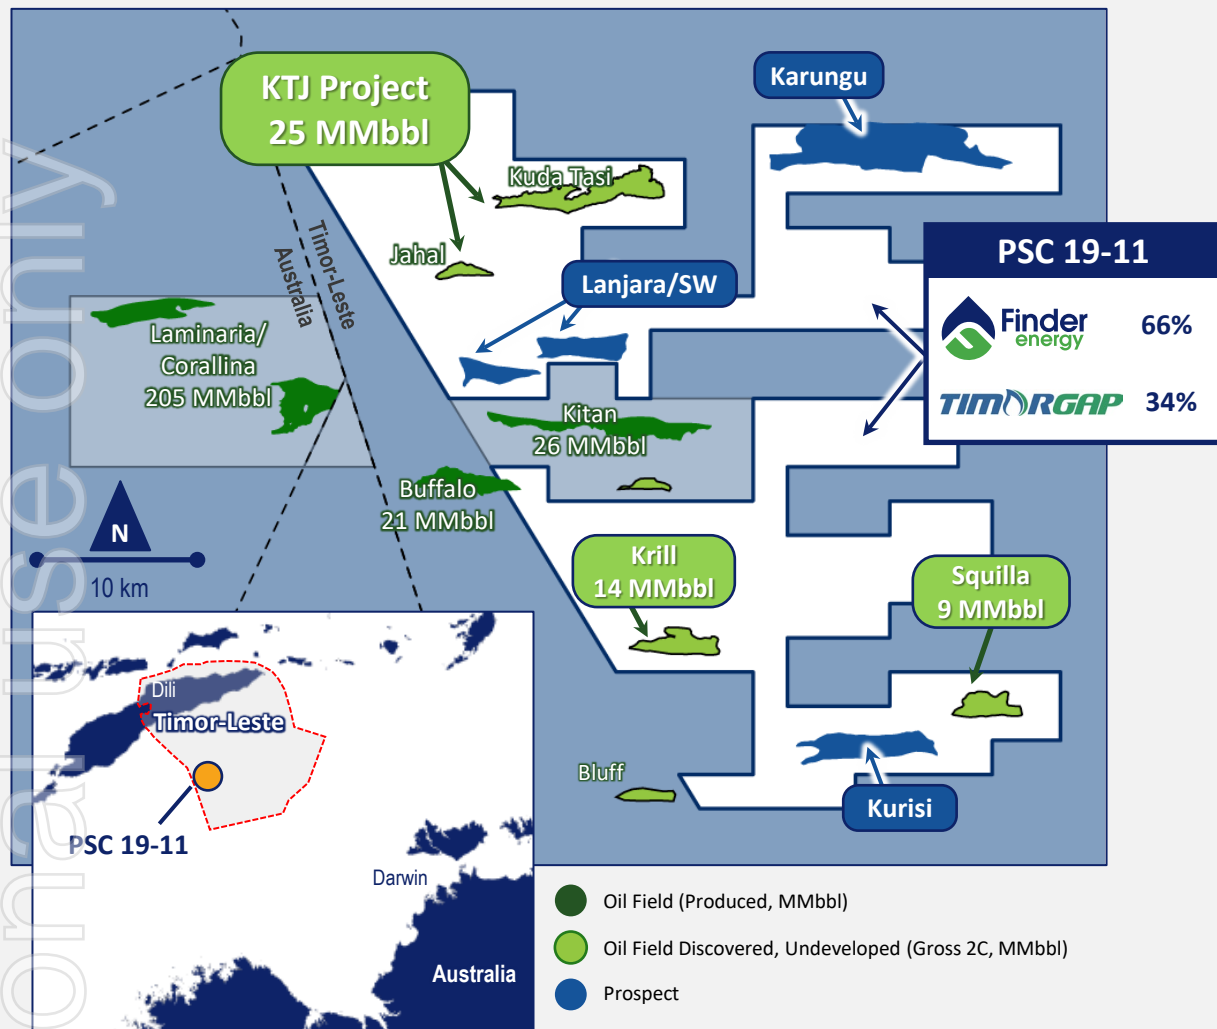 KTJ Project
25 MMbbl
Karungu
Kuda Tasi
Jahal
Timor-Leste
Australia
Lanjara/SW
PSC 19-11
Finder
energy
66%
TIMORGAP
34%
Laminaria/
Corallina
205 MMbbl
Kitan
26 MMbbl
Buffalo
21 MMbbl
N
10 km
Krill
14 MMbbl
Squilla
9 MMbbl
Dili
Timor-Leste
PSC 19-11
Darwin
Australia
Bluff
Kurisi
Oil Field (Produced, MMbbl)
Oil Field Discovered, Undeveloped (Gross 2C, MMbbl)
Prospect
onal use only